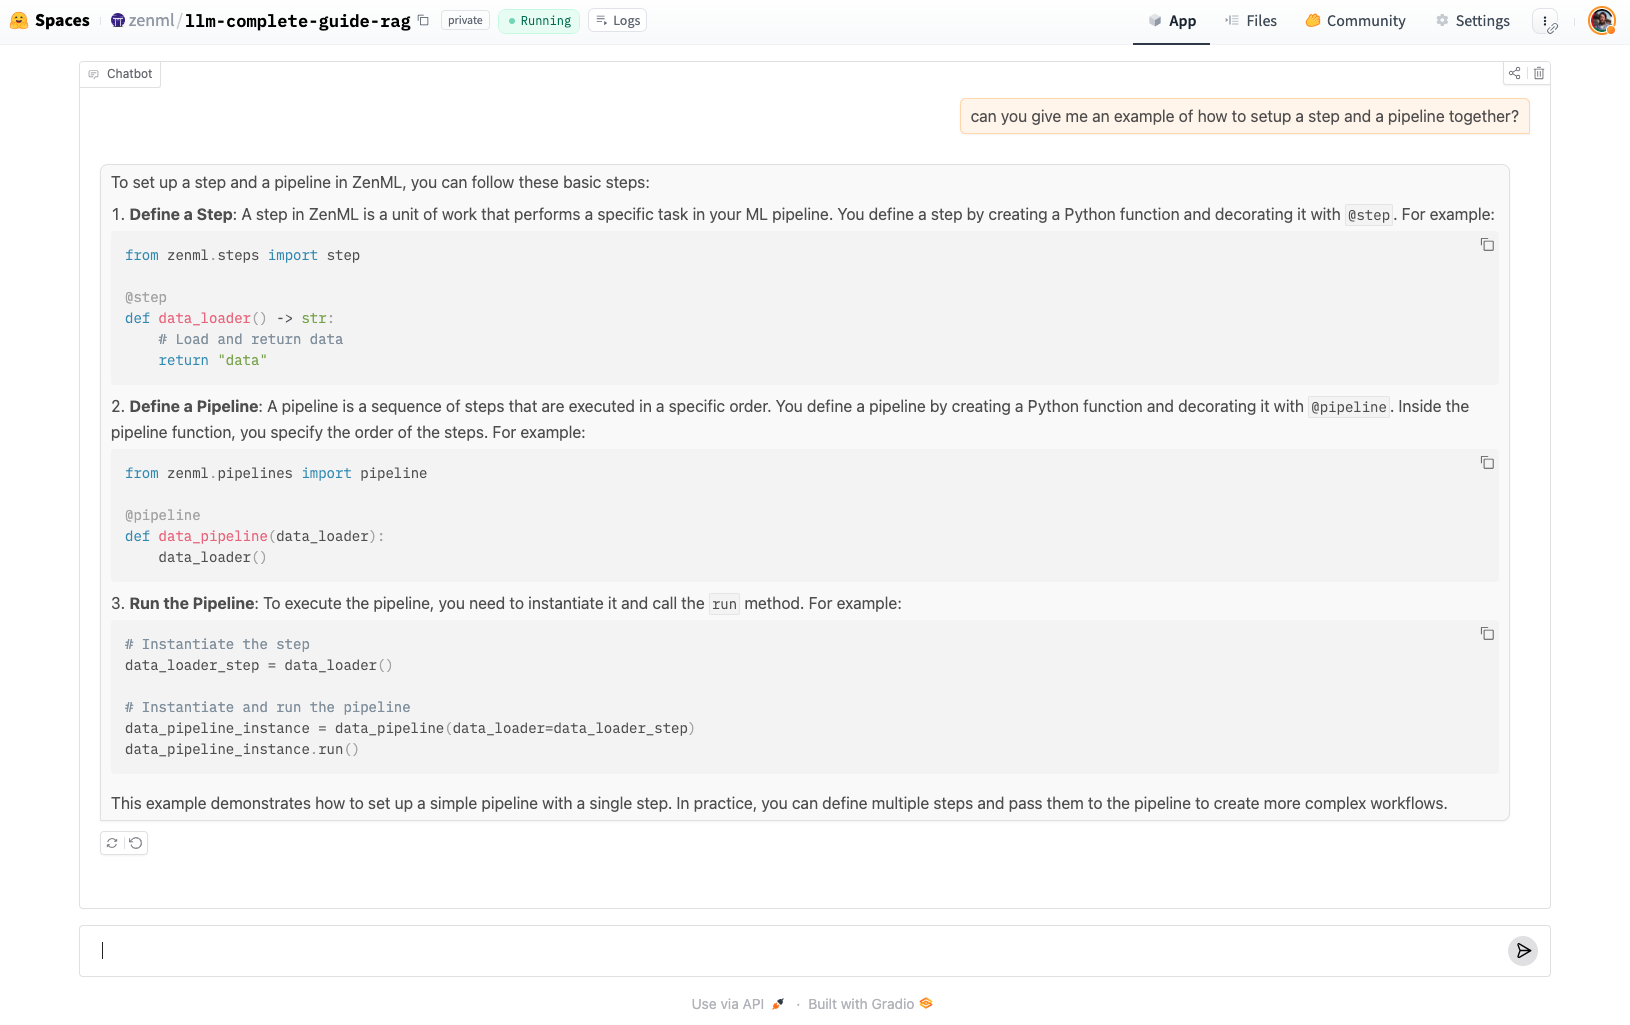 Spaces zenml/llm-complete-guide-rag private Running Logs App Files Community Settings
Chatbot
can you give me an example of how to setup a step and a pipeline together?
To set up a step and a pipeline in ZenML, you can follow these basic steps:
1. Define a Step: A step in ZenML is a unit of work that performs a specific task in your ML pipeline. You define a step by creating a Python function and decorating it with @step. For example:
from zenml.steps import step
@step
def data_loader() -> str:
    # Load and return data
    return "data"
2. Define a Pipeline: A pipeline is a sequence of steps that are executed in a specific order. You define a pipeline by creating a Python function and decorating it with @pipeline. Inside the
pipeline function, you specify the order of the steps. For example:
from zenml.pipelines import pipeline
@pipeline
def data_pipeline(data_loader):
    data_loader()
3. Run the Pipeline: To execute the pipeline, you need to instantiate it and call the run method. For example:
# Instantiate the step
data_loader_step = data_loader()
# Instantiate and run the pipeline
data_pipeline_instance = data_pipeline(data_loader=data_loader_step)
data_pipeline_instance.run()
This example demonstrates how to set up a simple pipeline with a single step. In practice, you can define multiple steps and pass them to the pipeline to create more complex workflows.
Use via API · Built with Gradio